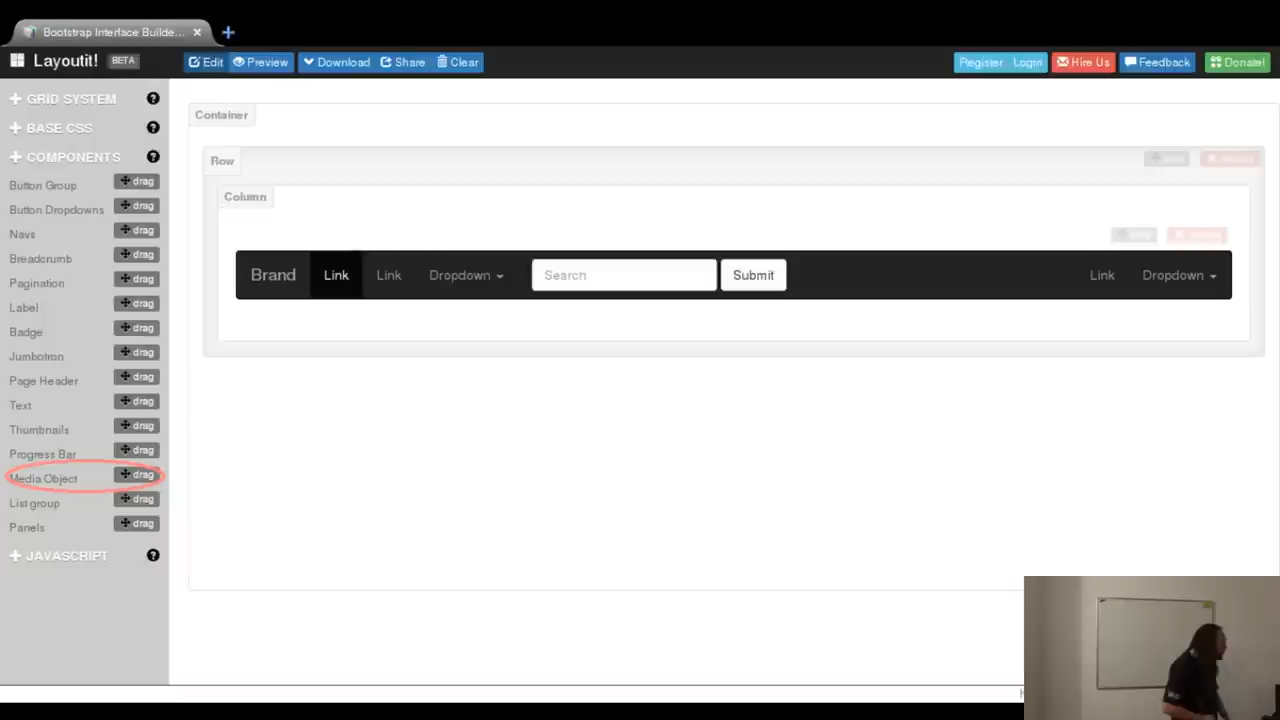 Bootstrap Interface Builde... ×
Layoutit! BETA Edit Preview Download Share Clear Register Login Hire Us Feedback Donate!
GRID SYSTEM
BASE CSS
COMPONENTS
Button Group drag
Button Dropdowns drag
Navs drag
Breadcrumb drag
Pagination drag
Label drag
Badge drag
Jumbotron drag
Page Header drag
Text drag
Thumbnails drag
Progress Bar drag
Media Object drag
List group drag
Panels drag
JAVASCRIPT
Container
Row
Column
Brand Link Link Dropdown Search Submit Link Dropdown